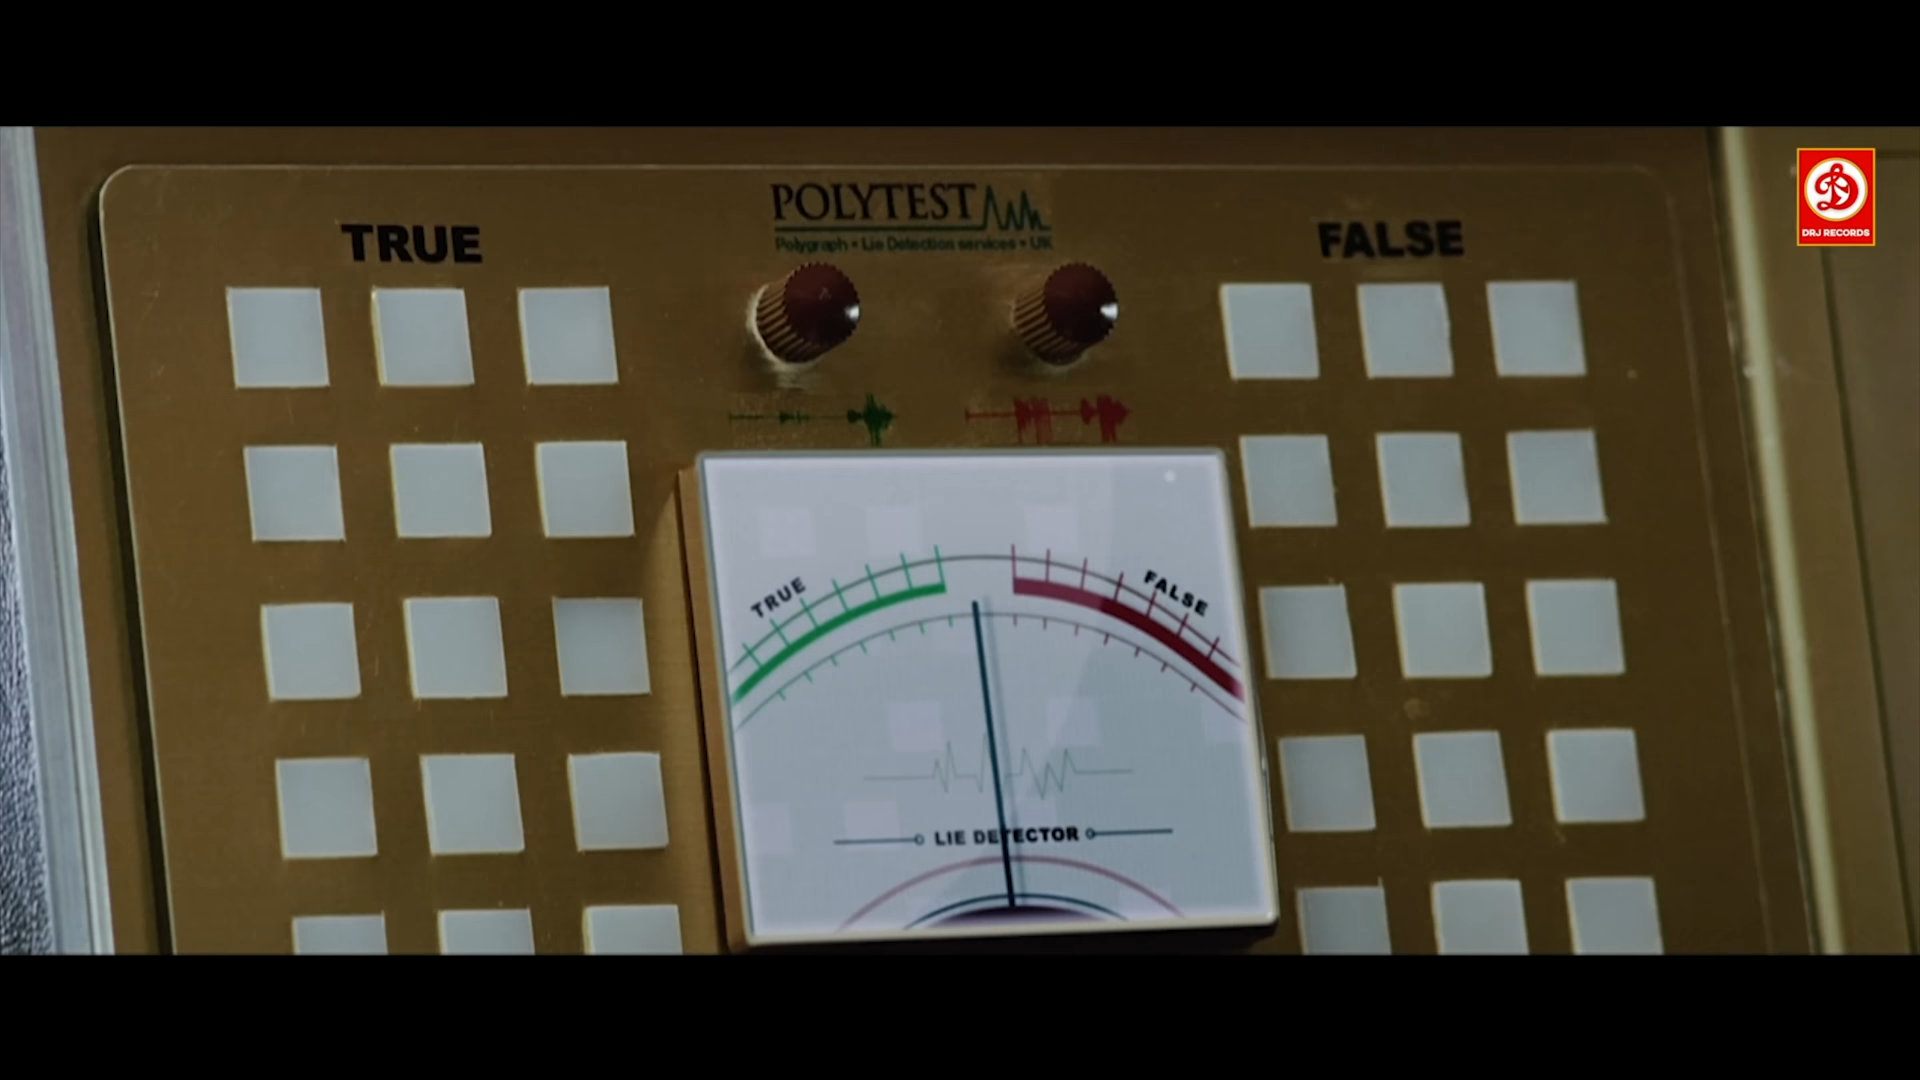 POLYTEST
Polygraph • Lie Detection services • UK
TRUE
FALSE
DRJ RECORDS
TRUE
FALSE
LIE DETECTOR